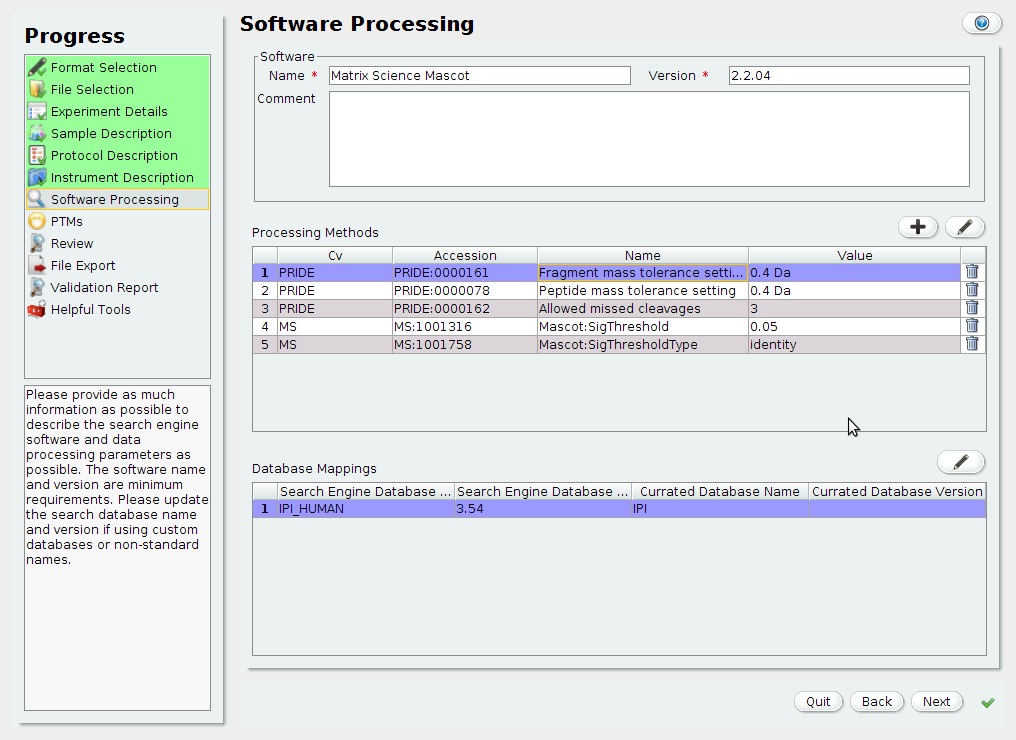 Progress
Format Selection
File Selection
Experiment Details
Sample Description
Protocol Description
Instrument Description
Software Processing
PTMs
Review
File Export
Validation Report
Helpful Tools
Please provide as much
information as possible to
describe the search engine
software and data
processing parameters as
possible. The software name
and version are minimum
requirements. Please update
the search database name
and version if using custom
databases or non-standard
names.
Software Processing
Software
Name * Matrix Science Mascot Version * 2.2.04
Comment
Processing Methods
Cv Accession Name Value
1 PRIDE PRIDE:0000161 Fragment mass tolerance setti... 0.4 Da
2 PRIDE PRIDE:0000078 Peptide mass tolerance setting 0.4 Da
3 PRIDE PRIDE:0000162 Allowed missed cleavages 3
4 MS MS:1001316 Mascot:SigThreshold 0.05
5 MS MS:1001758 Mascot:SigThresholdType identity
Database Mappings
Search Engine Database ... Search Engine Database ... Currated Database Name Currated Database Version
1 IPI_HUMAN 3.54 IPI
Quit Back Next